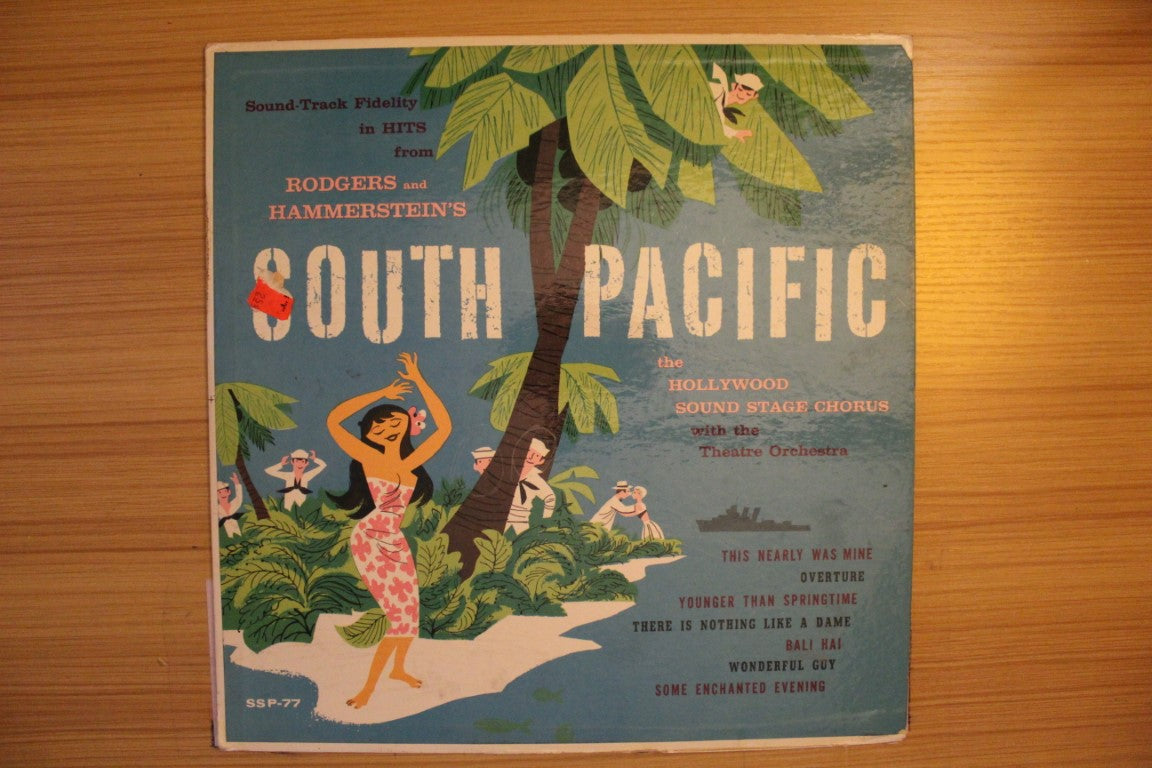 Sound-Track Fidelity
in HITS
from
RODGERS and
HAMMERSTEIN'S
SOUTH PACIFIC
the
HOLLYWOOD
SOUND STAGE CHORUS
with the
Theatre Orchestra
THIS NEARLY WAS MINE
OVERTURE
YOUNGER THAN SPRINGTIME
THERE IS NOTHING LIKE A DAME
BALI HAI
WONDERFUL GUY
SOME ENCHANTED EVENING
SSP-77